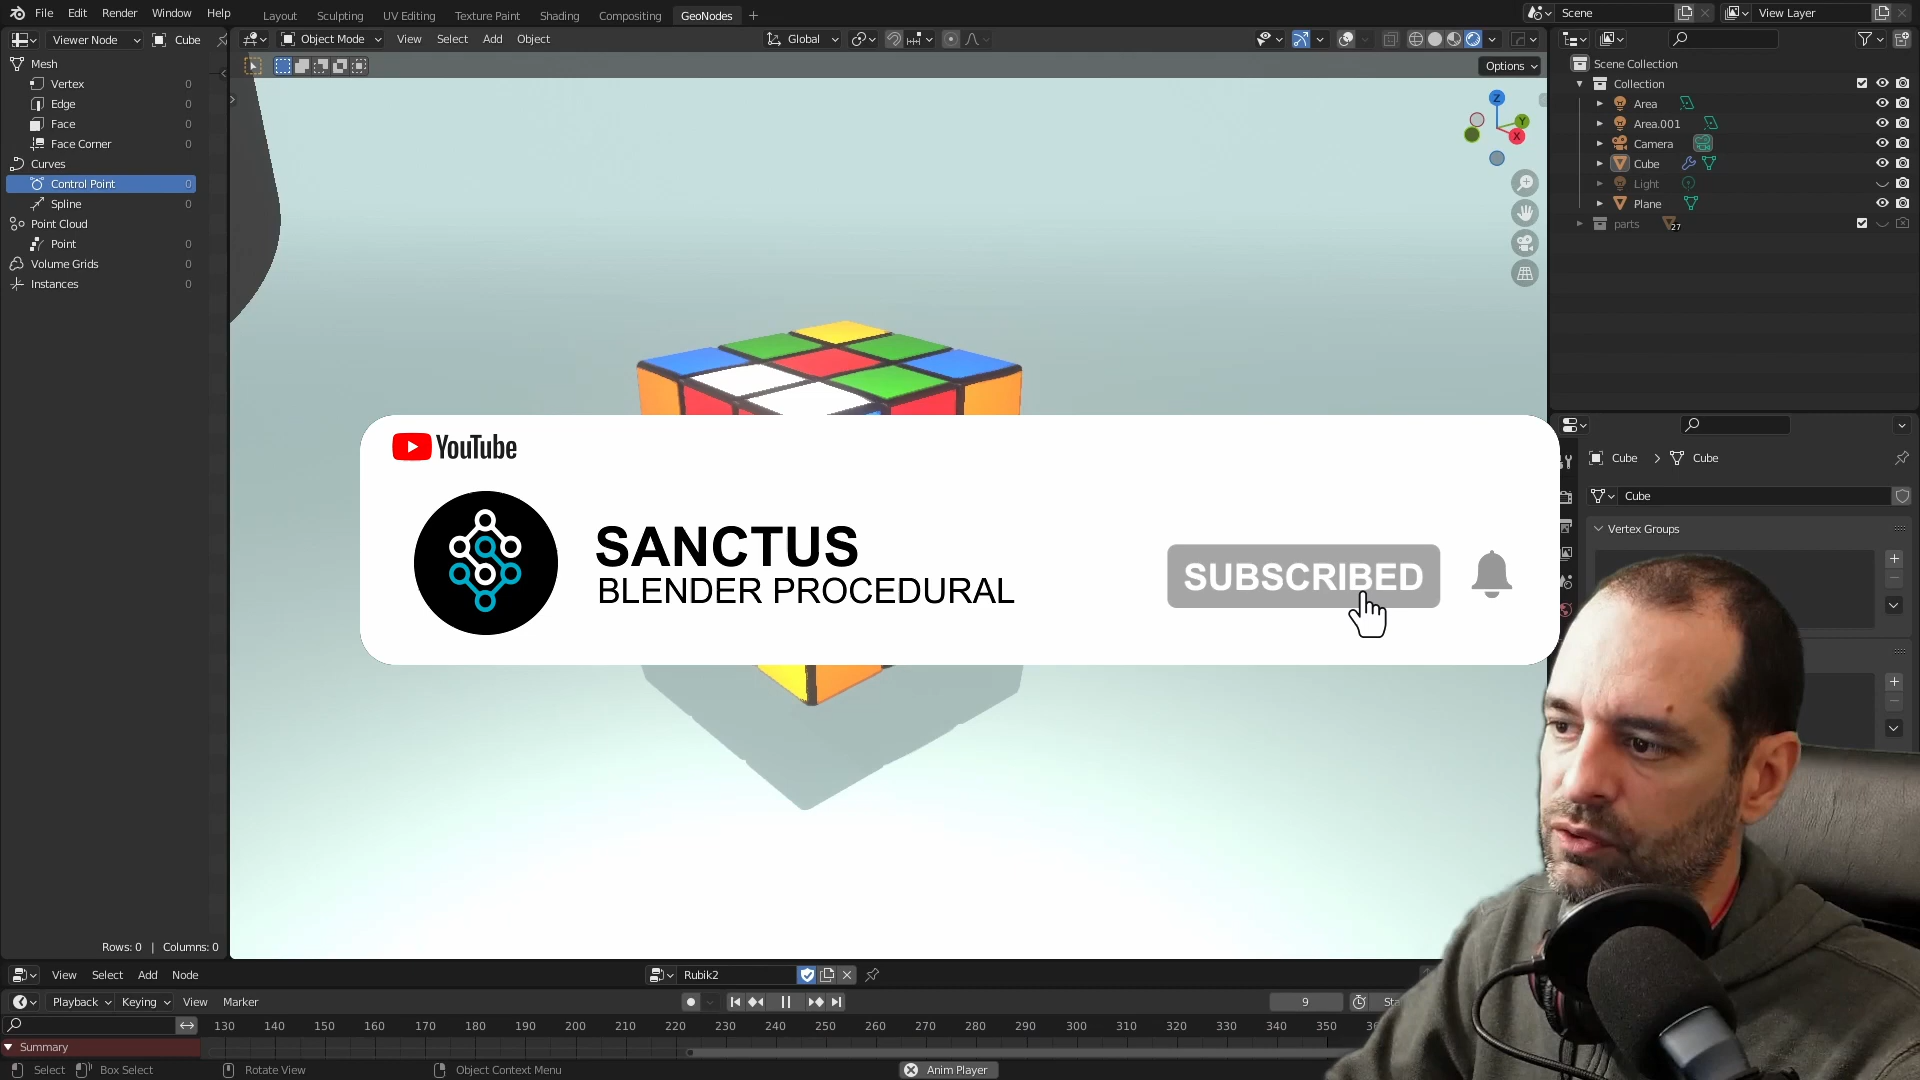 File Edit Render Window Help
Layout Sculpting UV Editing Texture Paint Shading Compositing GeoNodes
Scene
View Layer
Viewer Node Cube
Object Mode View Select Add Object
Global
Options
Mesh
Vertex 0
Edge 0
Face 0
Face Corner 0
Curves
Control Point 0
Spline 0
Point Cloud
Point 0
Volume Grids 0
Instances 0
Rows: 0 | Columns: 0
Z
Y
X
Scene Collection
Collection
Area
Area.001
Camera
Cube
Light
Plane
parts 27
Cube Cube
Cube
Vertex Groups
YouTube
SANCTUS
BLENDER PROCEDURAL
SUBSCRIBED
View Select Add Node
Rubik2
Playback Keying View Marker
9
Sta
130 140 150 160 170 180 190 200 210 220 230 240 250 260 270 280 290 300 310 320 330 340 350
Summary
Select Box Select Rotate View Object Context Menu
Anim Player